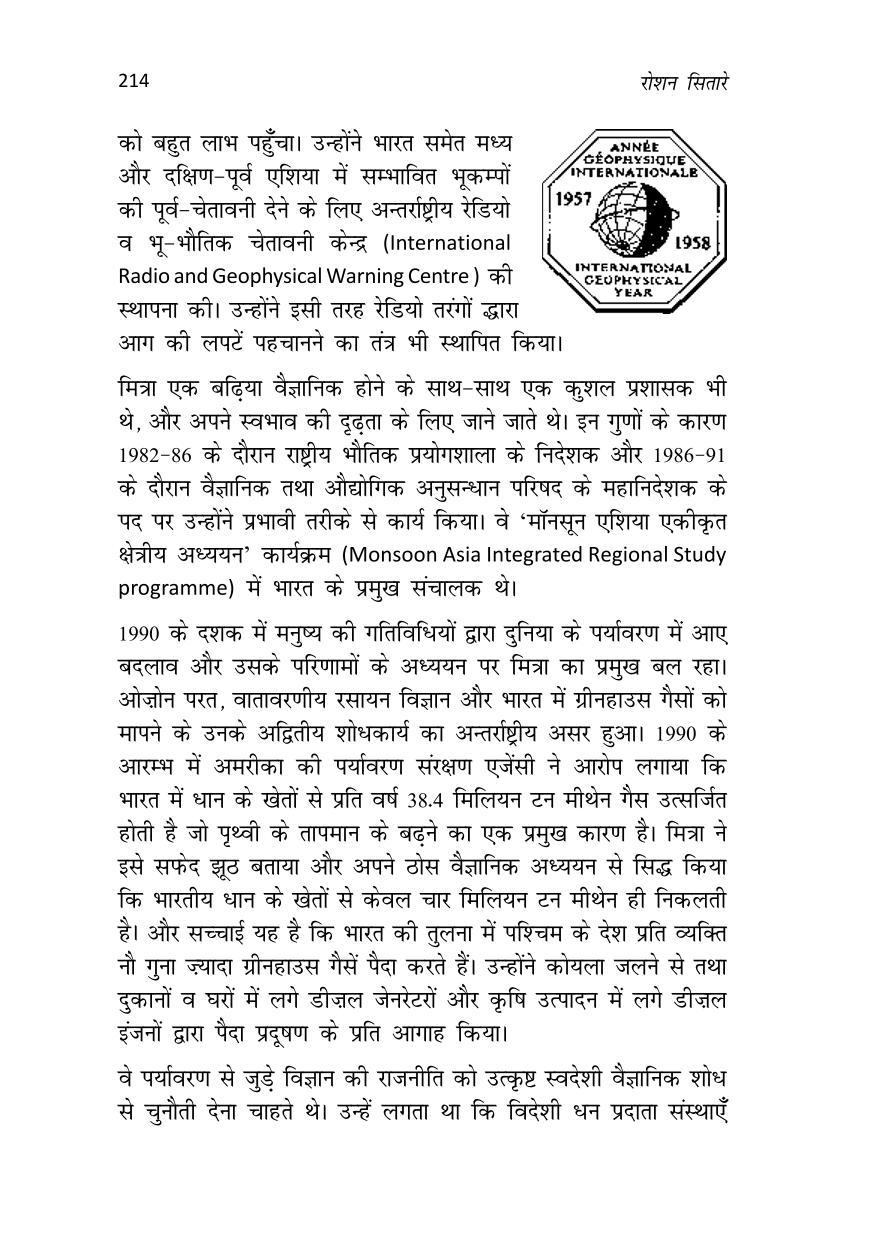 214
रोशन सितारे
को बहुत लाभ पहुँचा। उन्होंने भारत समेत मध्य
और दक्षिण-पूर्व एशिया में सम्भावित भूकम्पों
की पूर्व-चेतावनी देने के लिए अन्तर्राष्ट्रीय रेडियो
व भू-भौतिक चेतावनी केन्द्र (International
Radio and Geophysical Warning Centre ) की
स्थापना की। उन्होंने इसी तरह रेडियो तरंगों द्धारा
आग की लपटें पहचानने का तंत्र भी स्थापित किया।
ANNÉE
GÉOPHYSIQUE
INTERNATIONALE
1957
1958
INTERNATIONAL
GEOPHYSICAL
YEAR
मित्रा एक बढ़िया वैज्ञानिक होने के साथ-साथ एक कुशल प्रशासक भी
थे, और अपने स्वभाव की दृढ़ता के लिए जाने जाते थे। इन गुणों के कारण
1982-86 के दौरान राष्ट्रीय भौतिक प्रयोगशाला के निदेशक और 1986-91
के दौरान वैज्ञानिक तथा औद्योगिक अनुसन्धान परिषद के महानिदेशक के
पद पर उन्होंने प्रभावी तरीके से कार्य किया। वे ‘मॉनसून एशिया एकीकृत
क्षेत्रीय अध्ययन’ कार्यक्रम (Monsoon Asia Integrated Regional Study
programme) में भारत के प्रमुख संचालक थे।
1990 के दशक में मनुष्य की गतिविधियों द्वारा दुनिया के पर्यावरण में आए
बदलाव और उसके परिणामों के अध्ययन पर मित्रा का प्रमुख बल रहा।
ओज़ोन परत, वातावरणीय रसायन विज्ञान और भारत में ग्रीनहाउस गैसों को
मापने के उनके अद्वितीय शोधकार्य का अन्तर्राष्ट्रीय असर हुआ। 1990 के
आरम्भ में अमरीका की पर्यावरण संरक्षण एजेंसी ने आरोप लगाया कि
भारत में धान के खेतों से प्रति वर्ष 38.4 मिलियन टन मीथेन गैस उत्सर्जित
होती है जो पृथ्वी के तापमान के बढ़ने का एक प्रमुख कारण है। मित्रा ने
इसे सफेद झूठ बताया और अपने ठोस वैज्ञानिक अध्ययन से सिद्ध किया
कि भारतीय धान के खेतों से केवल चार मिलियन टन मीथेन ही निकलती
है। और सच्चाई यह है कि भारत की तुलना में पश्चिम के देश प्रति व्यक्ति
नौ गुना ज़्यादा ग्रीनहाउस गैसें पैदा करते हैं। उन्होंने कोयला जलने से तथा
दुकानों व घरों में लगे डीज़ल जेनरेटरों और कृषि उत्पादन में लगे डीज़ल
इंजनों द्वारा पैदा प्रदूषण के प्रति आगाह किया।
वे पर्यावरण से जुड़े विज्ञान की राजनीति को उत्कृष्ट स्वदेशी वैज्ञानिक शोध
से चुनौती देना चाहते थे। उन्हें लगता था कि विदेशी धन प्रदाता संस्थाएँ